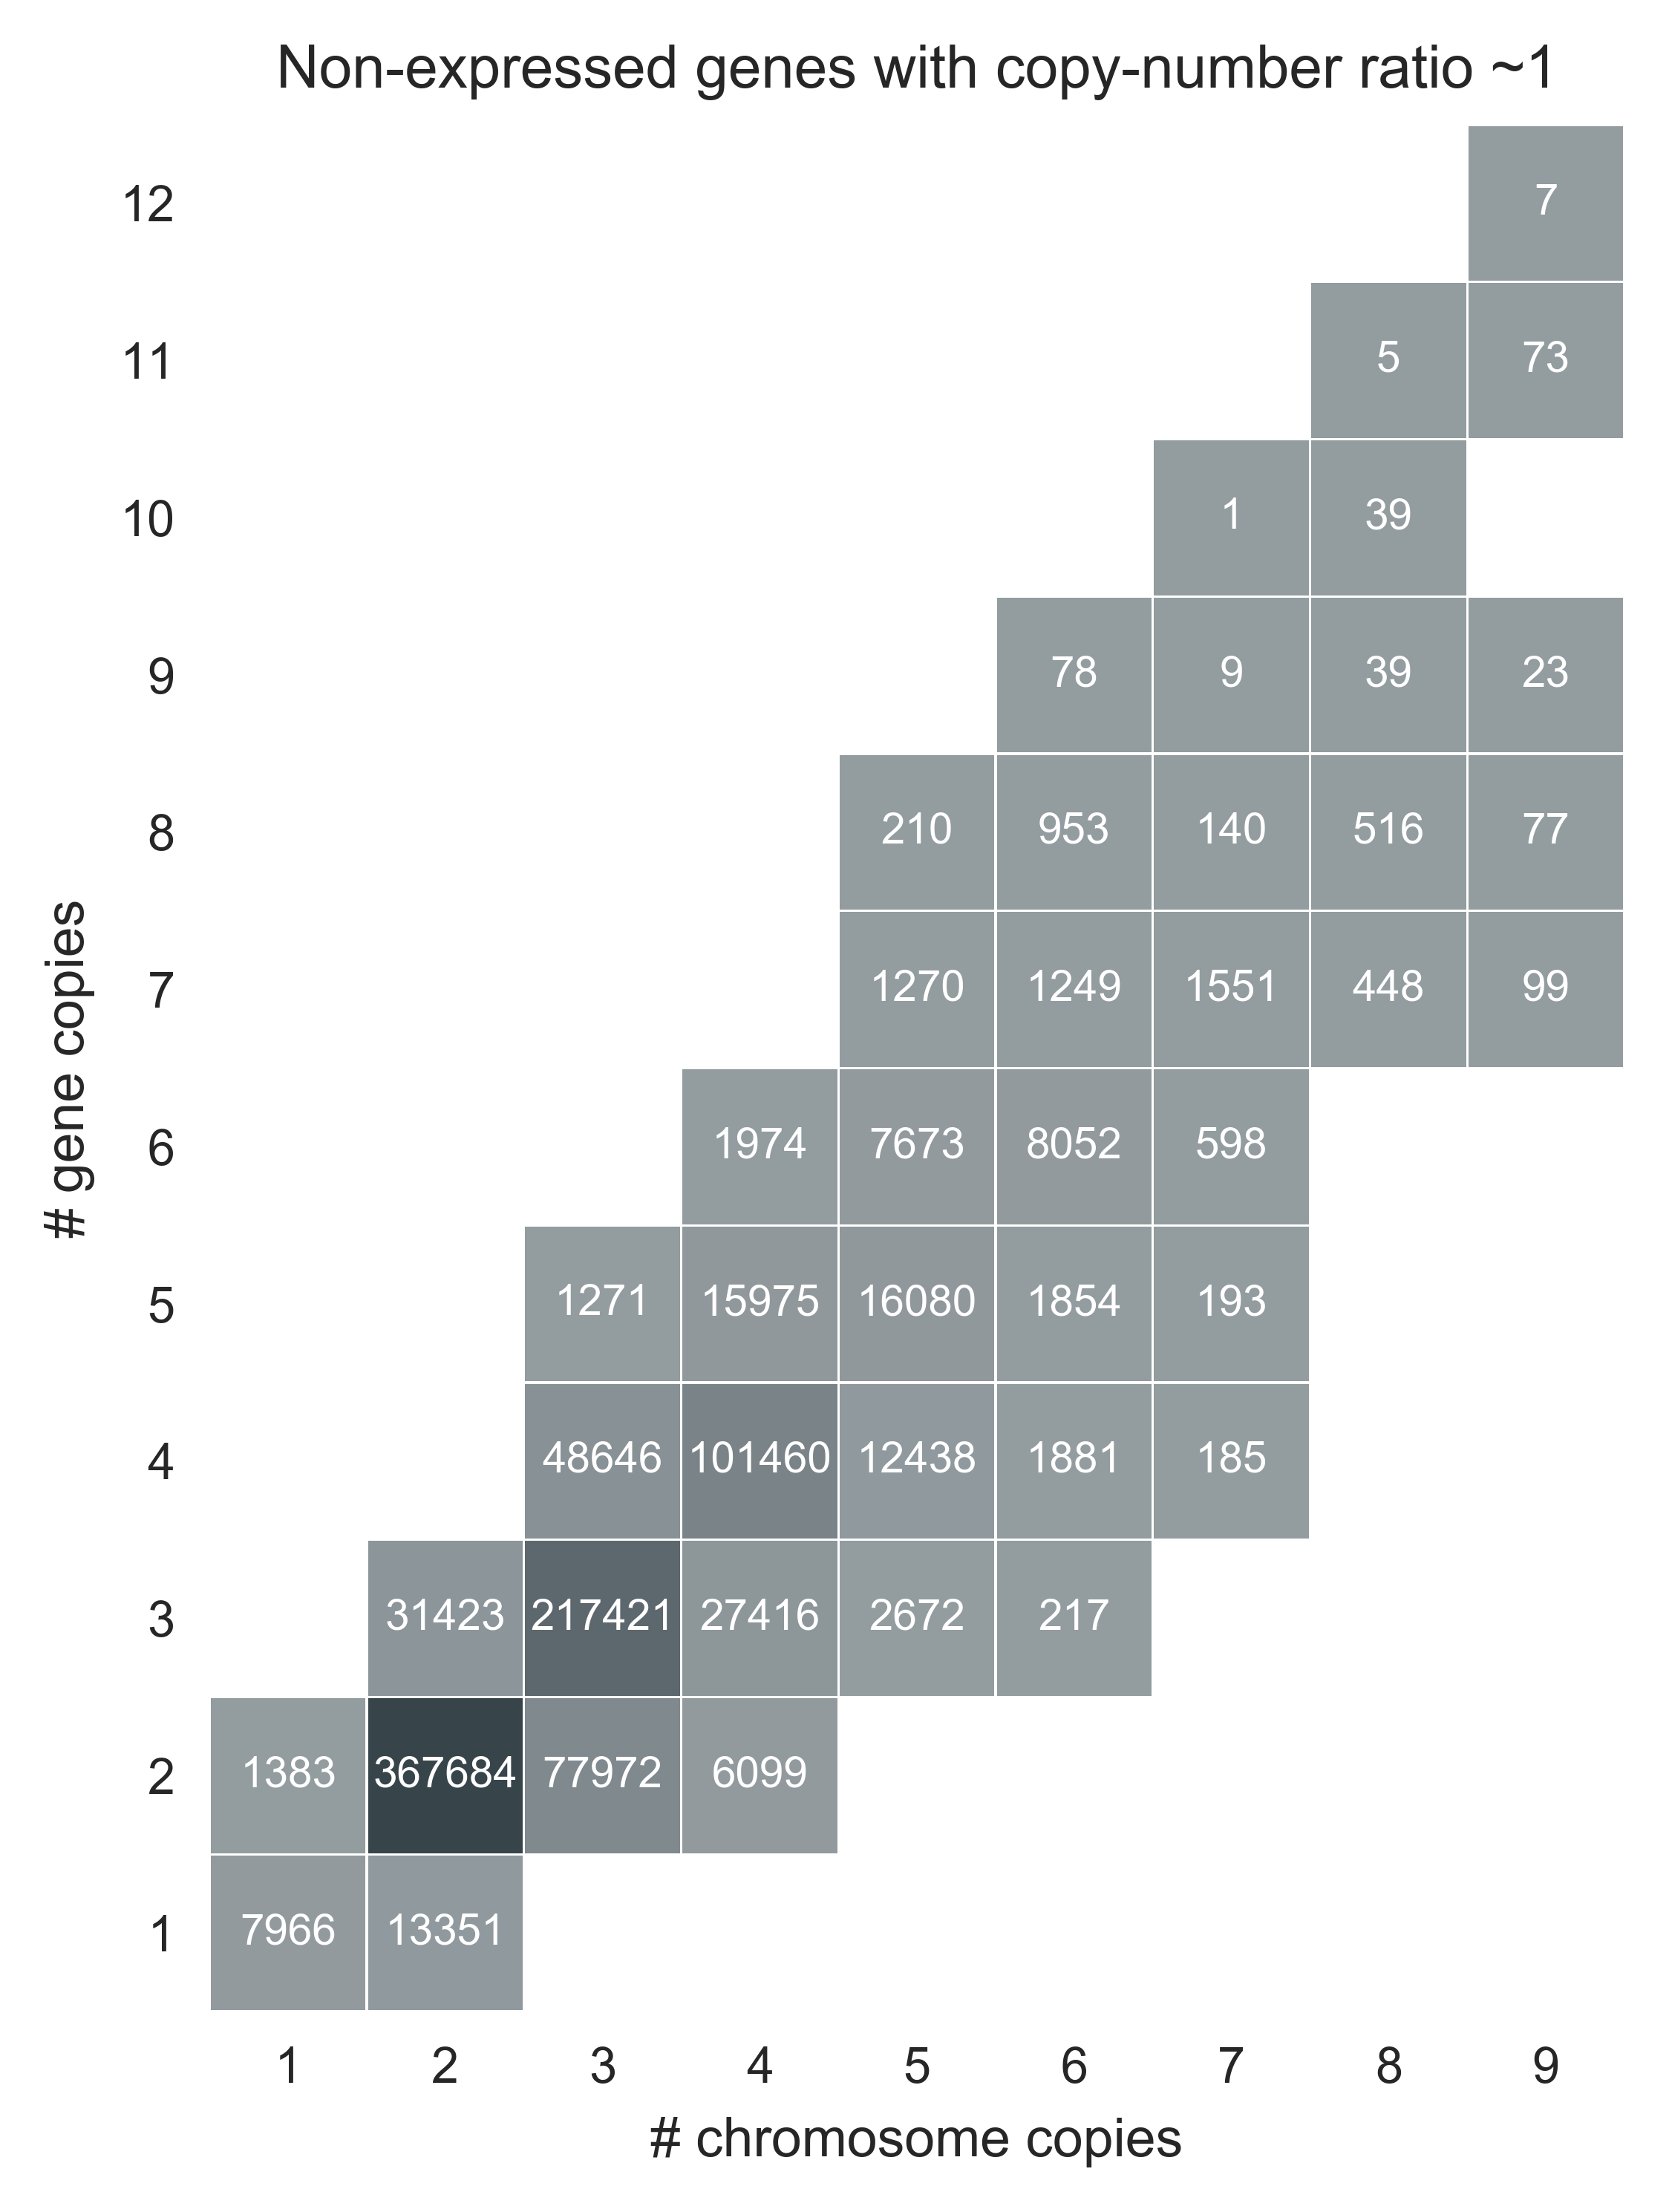 Non-expressed genes with copy-number ratio ~1
12 7
11 5 73
10 1 39
9 78 9 39 23
8 210 953 140 516 77
7 1270 1249 1551 448 99
# gene copies
6 1974 7673 8052 598
5 1271 15975 16080 1854 193
4 48646 101460 12438 1881 185
3 31423 217421 27416 2672 217
2 1383 367684 77972 6099
1 7966 13351
1 2 3 4 5 6 7 8 9
# chromosome copies